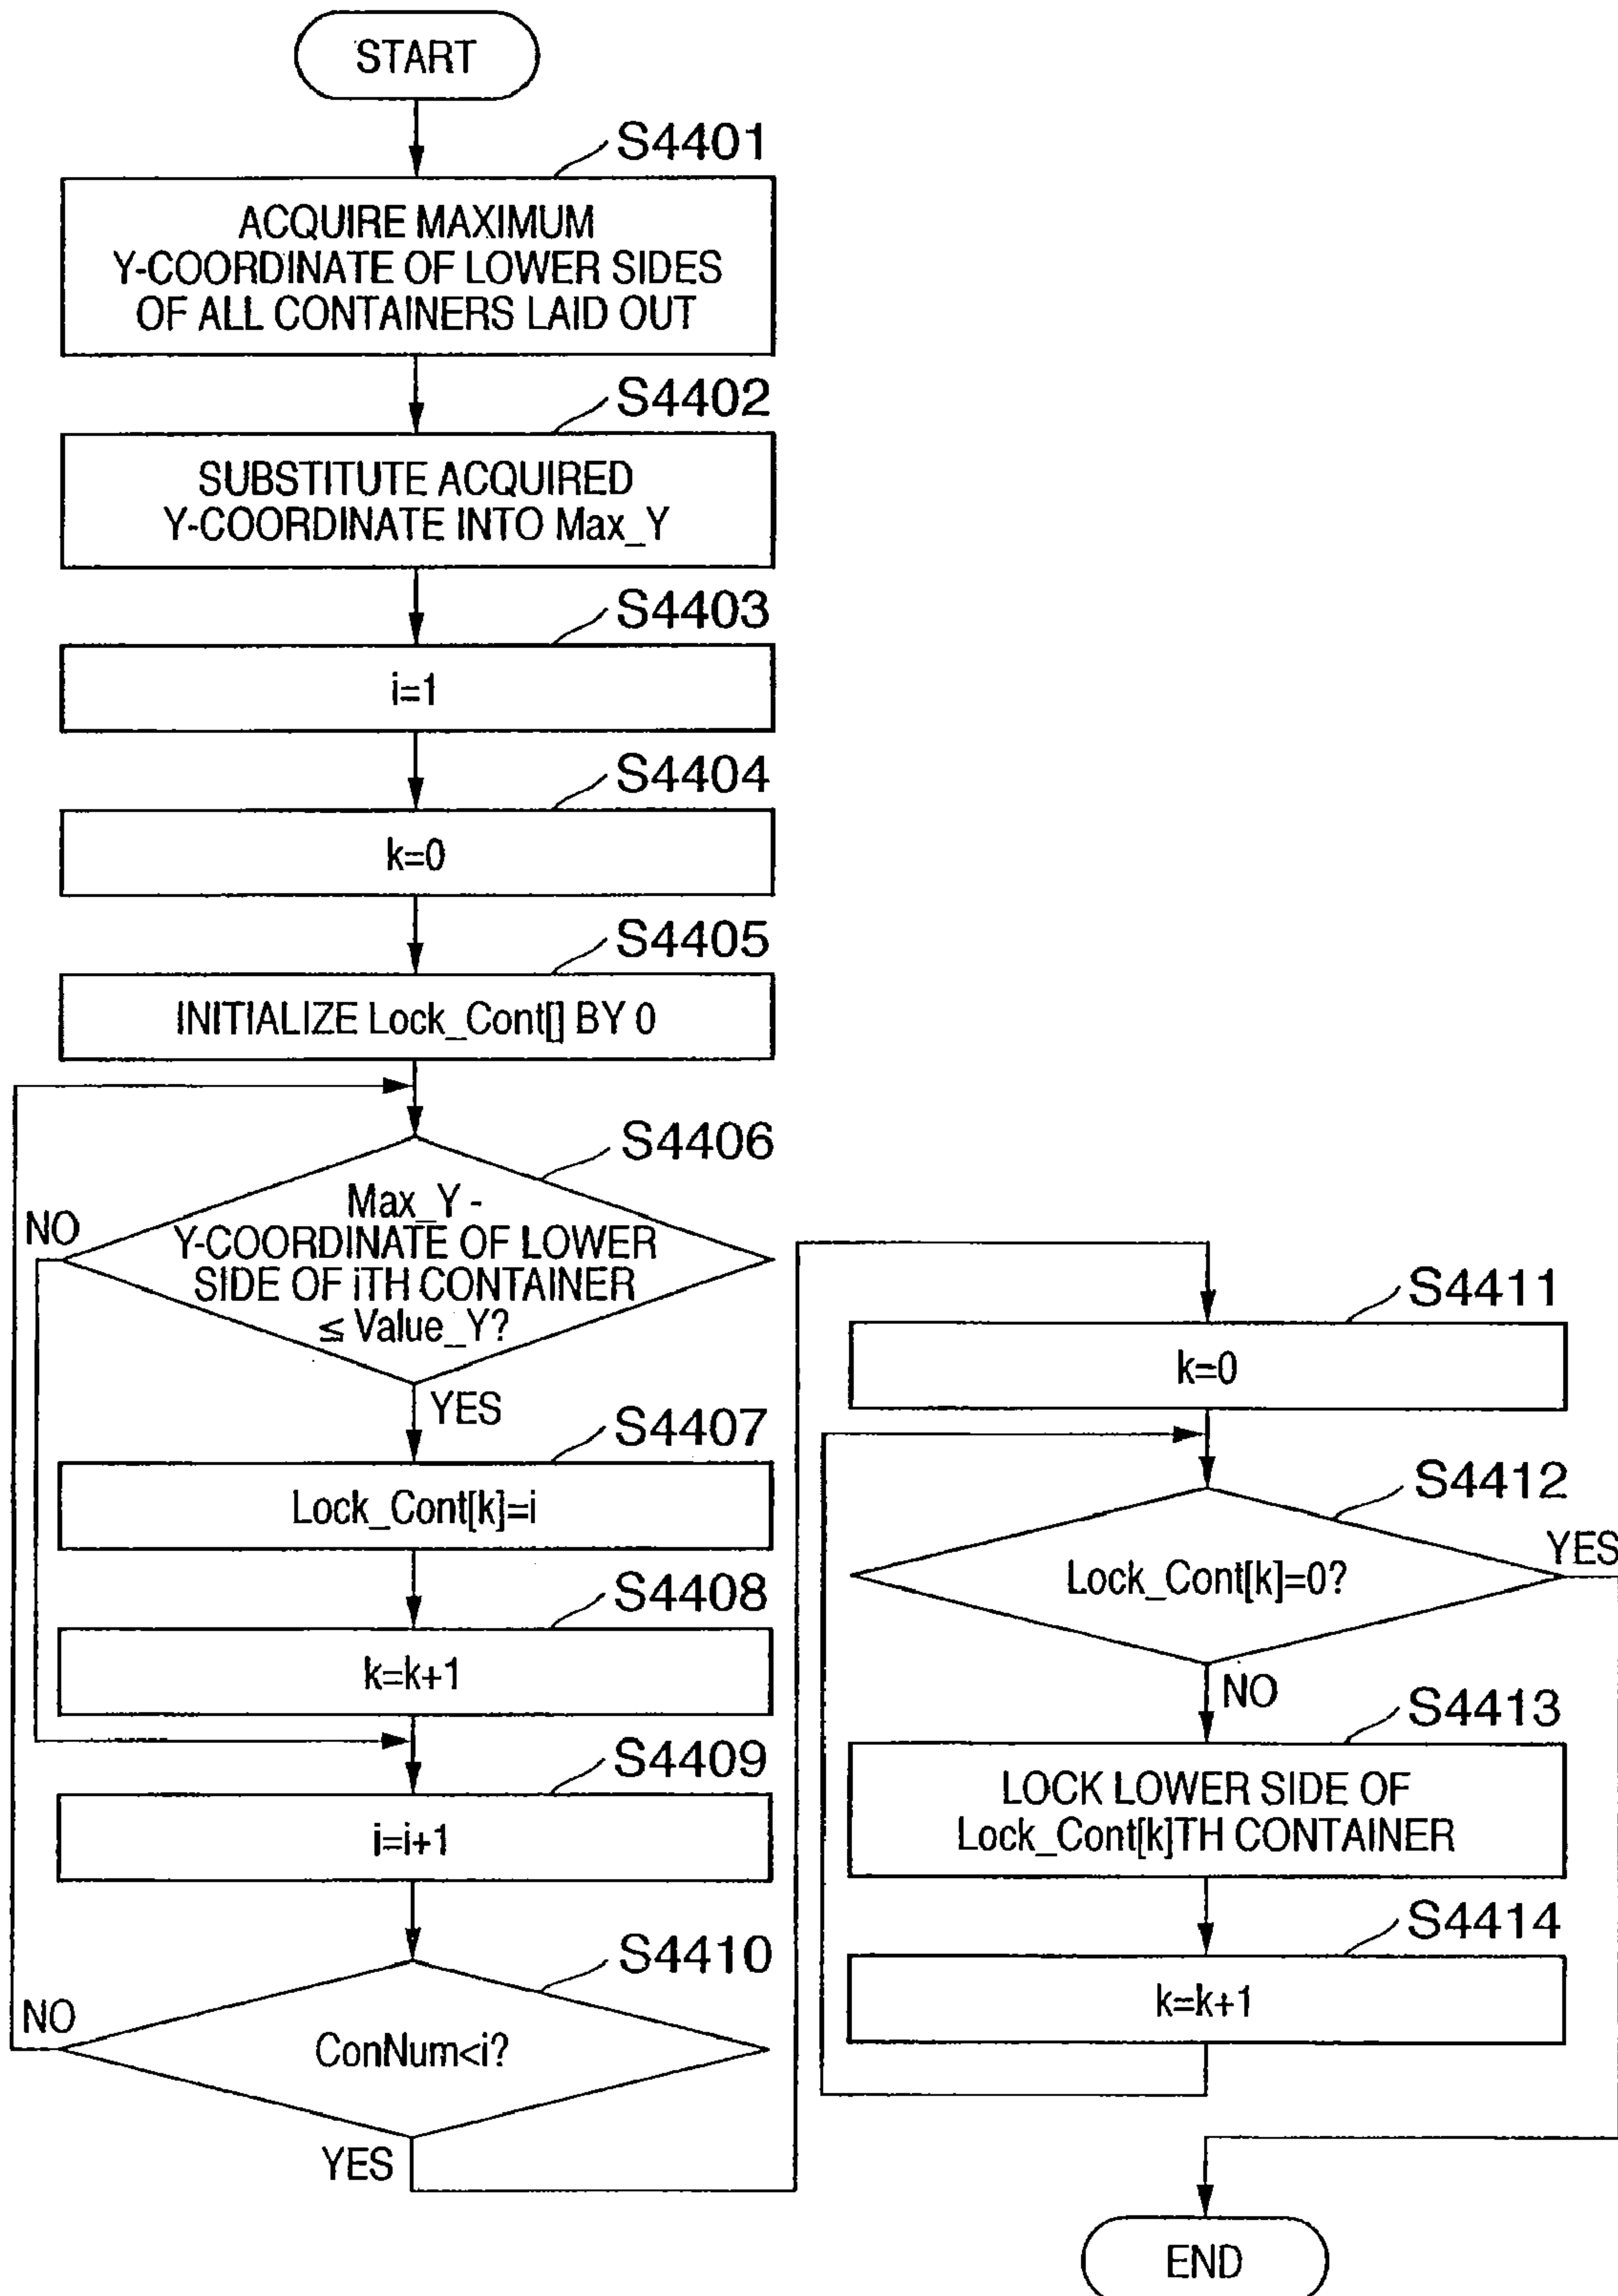 START
S4401
ACQUIRE MAXIMUM
Y-COORDINATE OF LOWER SIDES
OF ALL CONTAINERS LAID OUT
S4402
SUBSTITUTE ACQUIRED
Y-COORDINATE INTO Max_Y
S4403
i=1
S4404
k=0
S4405
INITIALIZE Lock_Cont[] BY 0
S4406
Max_Y -
Y-COORDINATE OF LOWER
SIDE OF iTH CONTAINER
≤ Value_Y?
NO
YES
S4407
Lock_Cont[k]=i
S4408
k=k+1
S4409
i=i+1
S4410
ConNum<i?
NO
YES
S4411
k=0
S4412
Lock_Cont[k]=0?
YES
NO
S4413
LOCK LOWER SIDE OF
Lock_Cont[k]TH CONTAINER
S4414
k=k+1
END